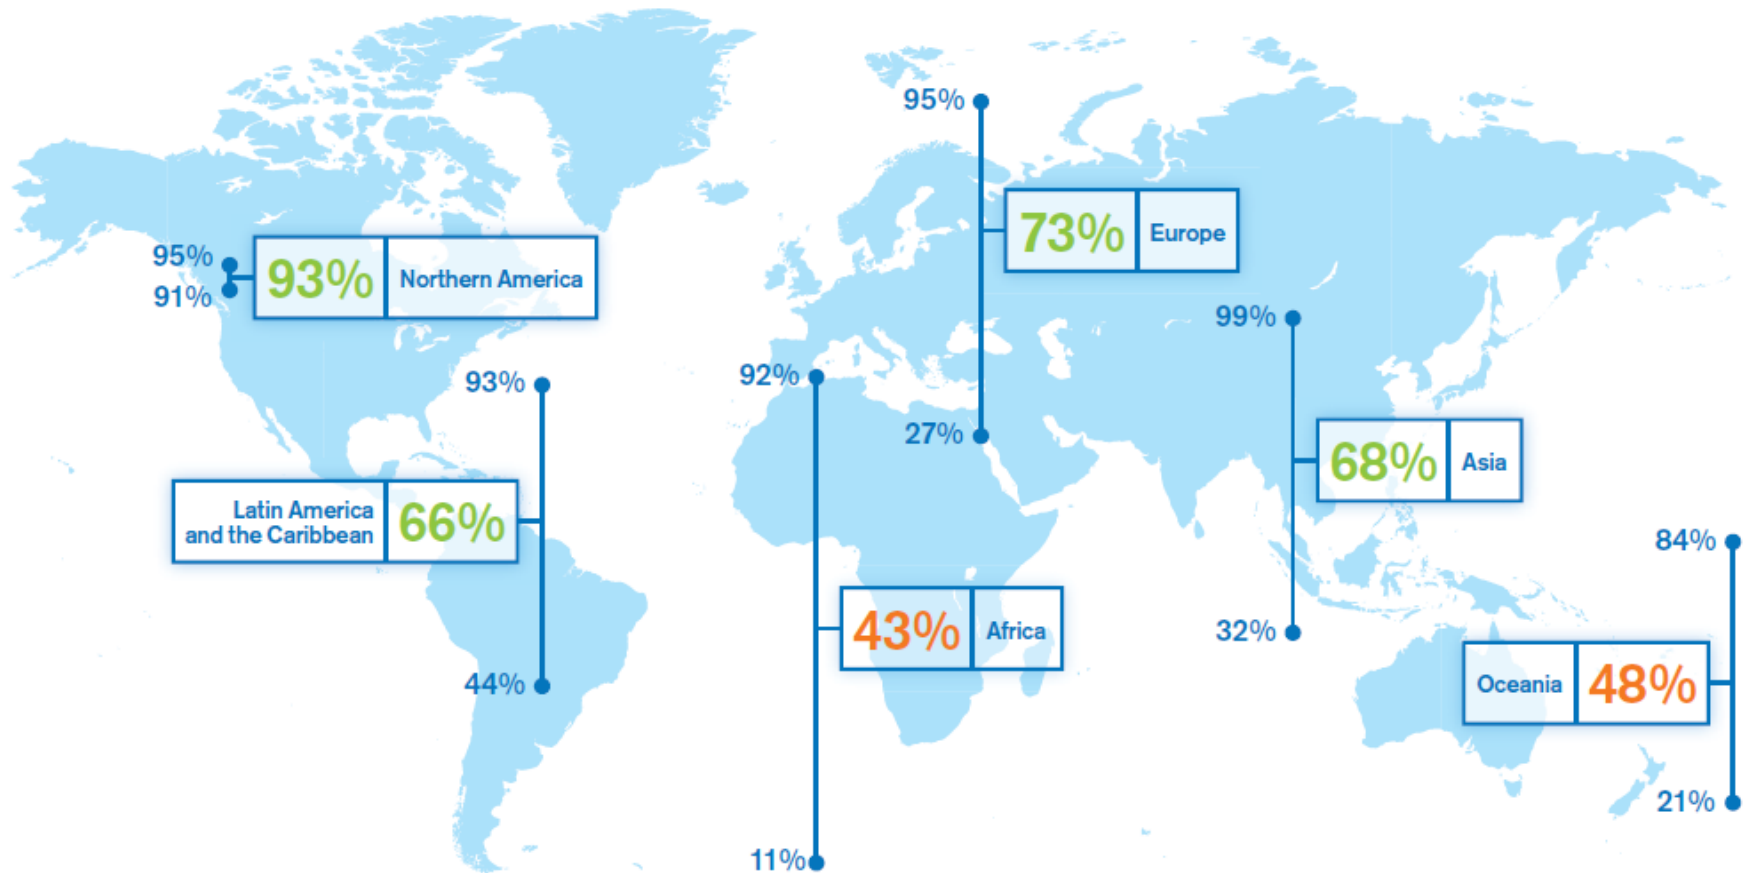 95%
91%
93%
Northern America
93%
Latin America
and the Caribbean
66%
44%
95%
73%
Europe
27%
92%
43%
Africa
11%
99%
68%
Asia
32%
84%
Oceania
48%
21%